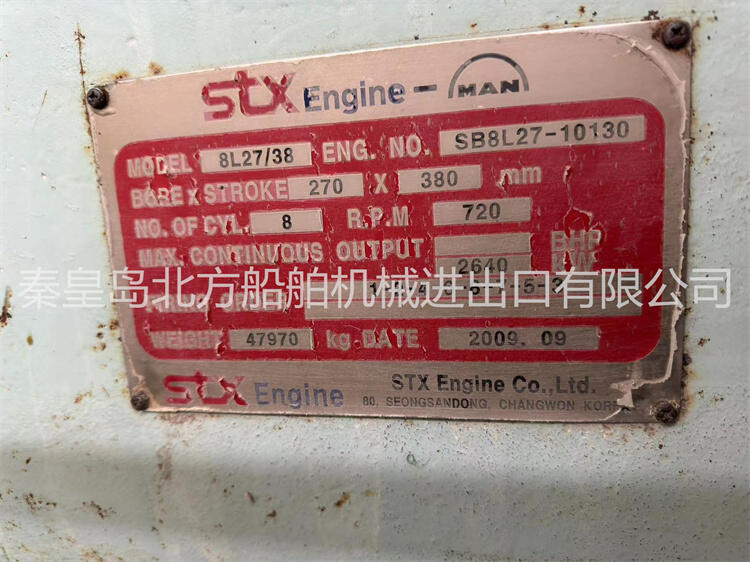 STX Engine - MAN
MODEL 8L27/38 ENG. NO. SB8L27-10130
BORE x STROKE 270 X 380 mm
NO. OF CYL. 8 R.P.M 720
MAX. CONTINUOUS OUTPUT BHP
2640 KW
秦皇岛北方船舶机械进出口有限公司
WEIGHT 47970 kg. DATE 2009. 09
STX Engine STX Engine Co., Ltd.
80, SEONGSANDONG, CHANGWON KOREA